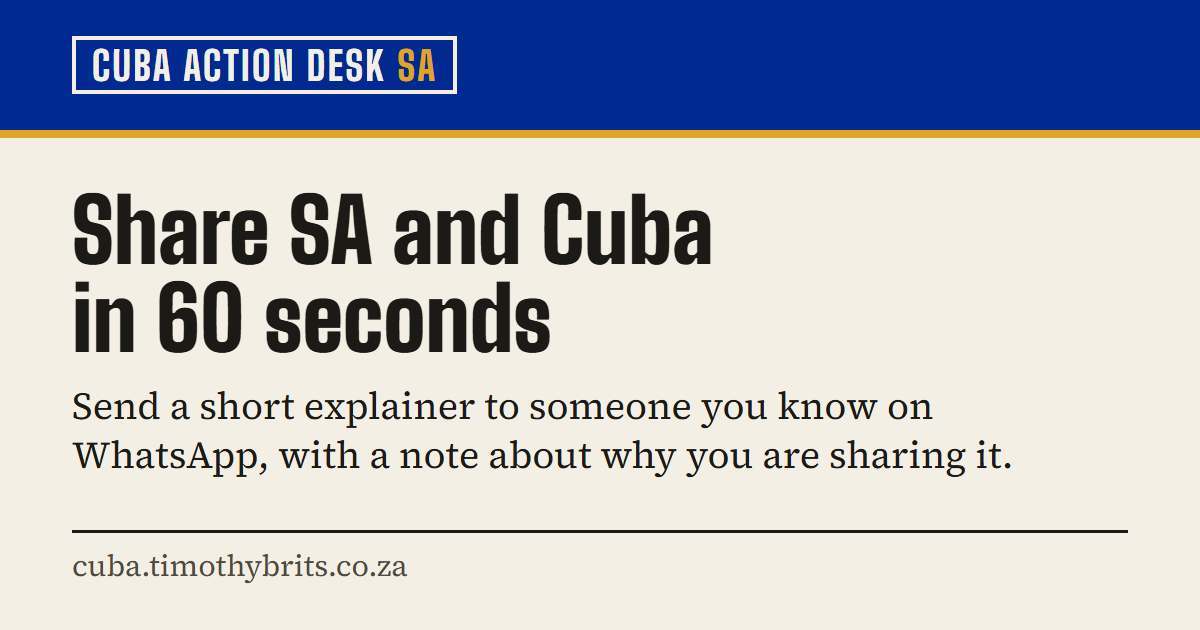 CUBA ACTION DESK SA
Share SA and Cuba
in 60 seconds
Send a short explainer to someone you know on
WhatsApp, with a note about why you are sharing it.
cuba.timothybrits.co.za